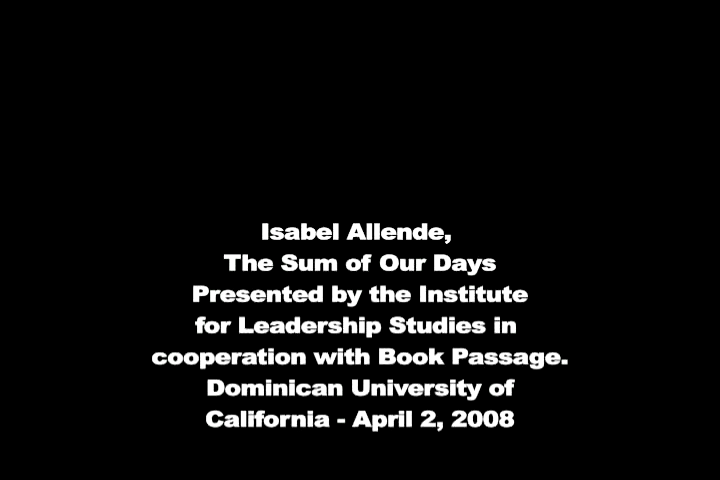 Isabel Allende,
The Sum of Our Days
Presented by the Institute
for Leadership Studies in
cooperation with Book Passage.
Dominican University of
California - April 2, 2008